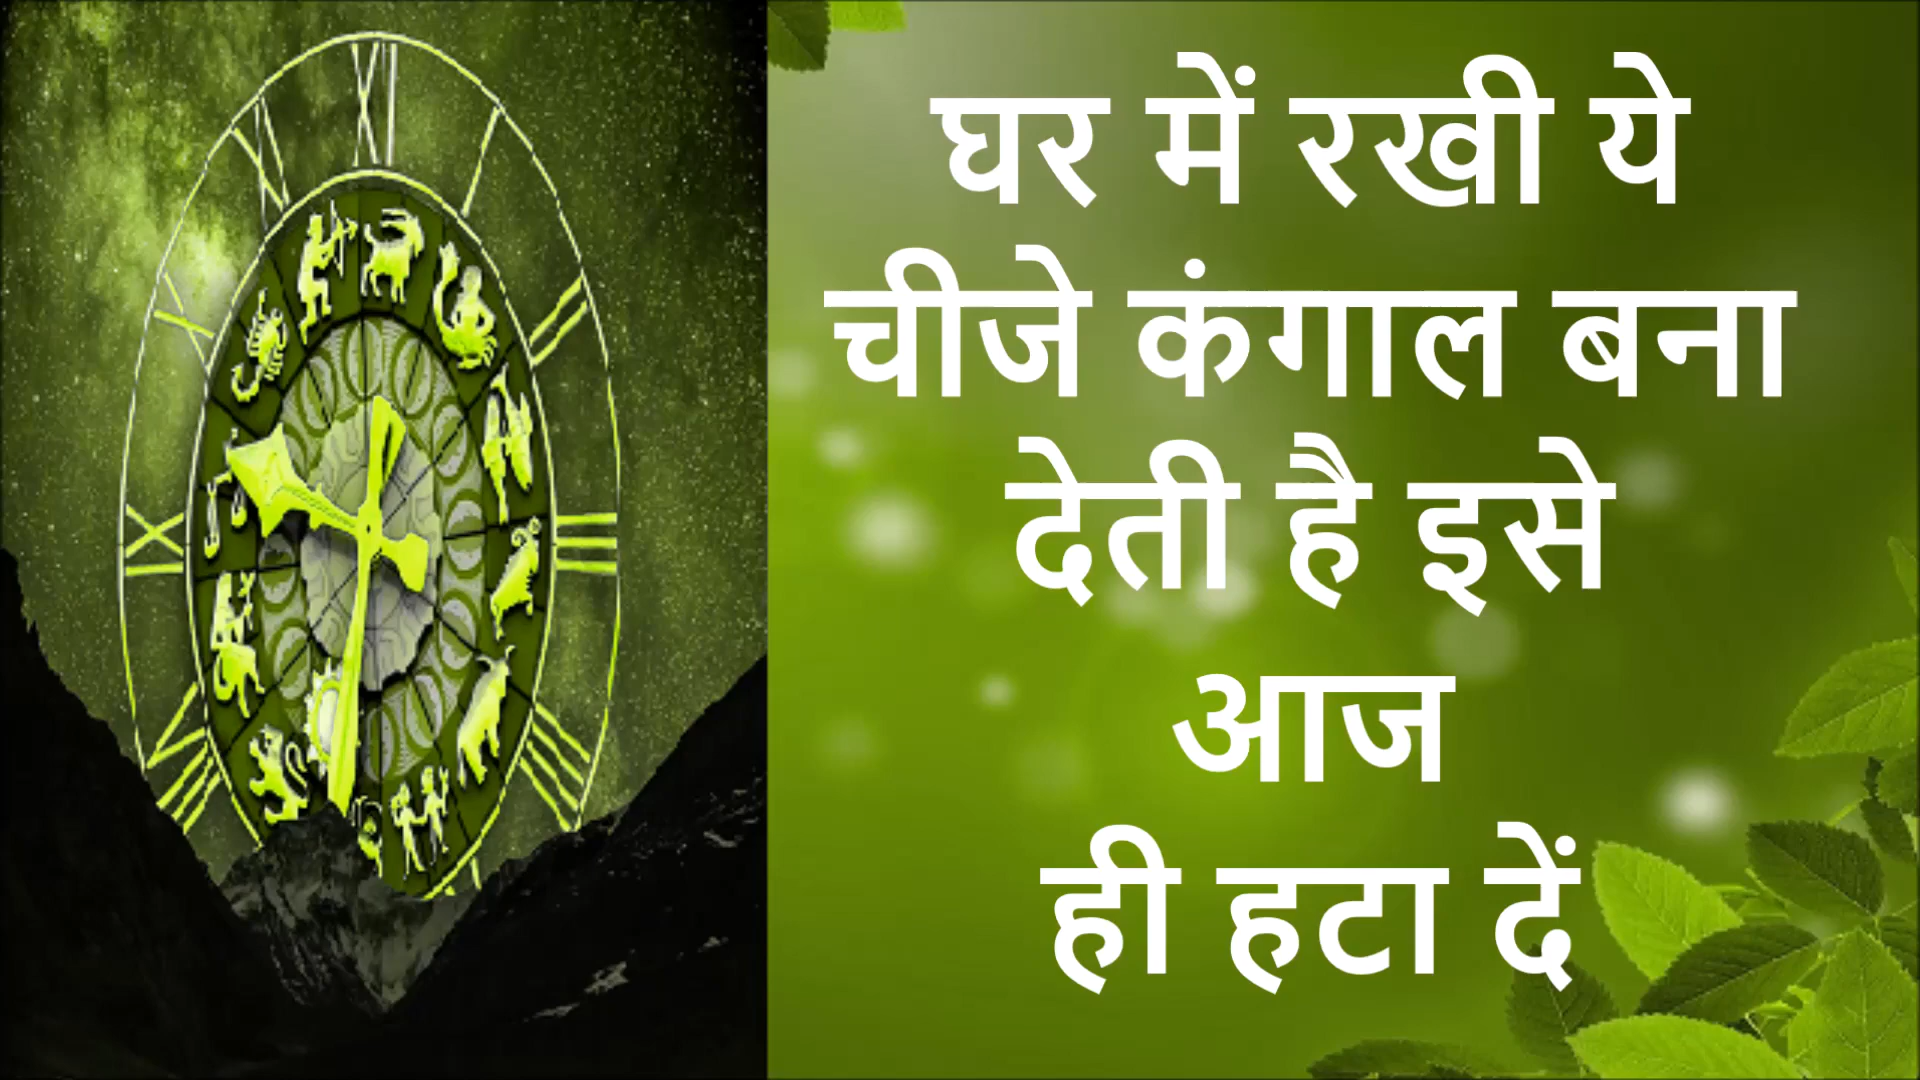 घर में रखी ये
चीजे कंगाल बना
देती है इसे
आज
ही हटा दें